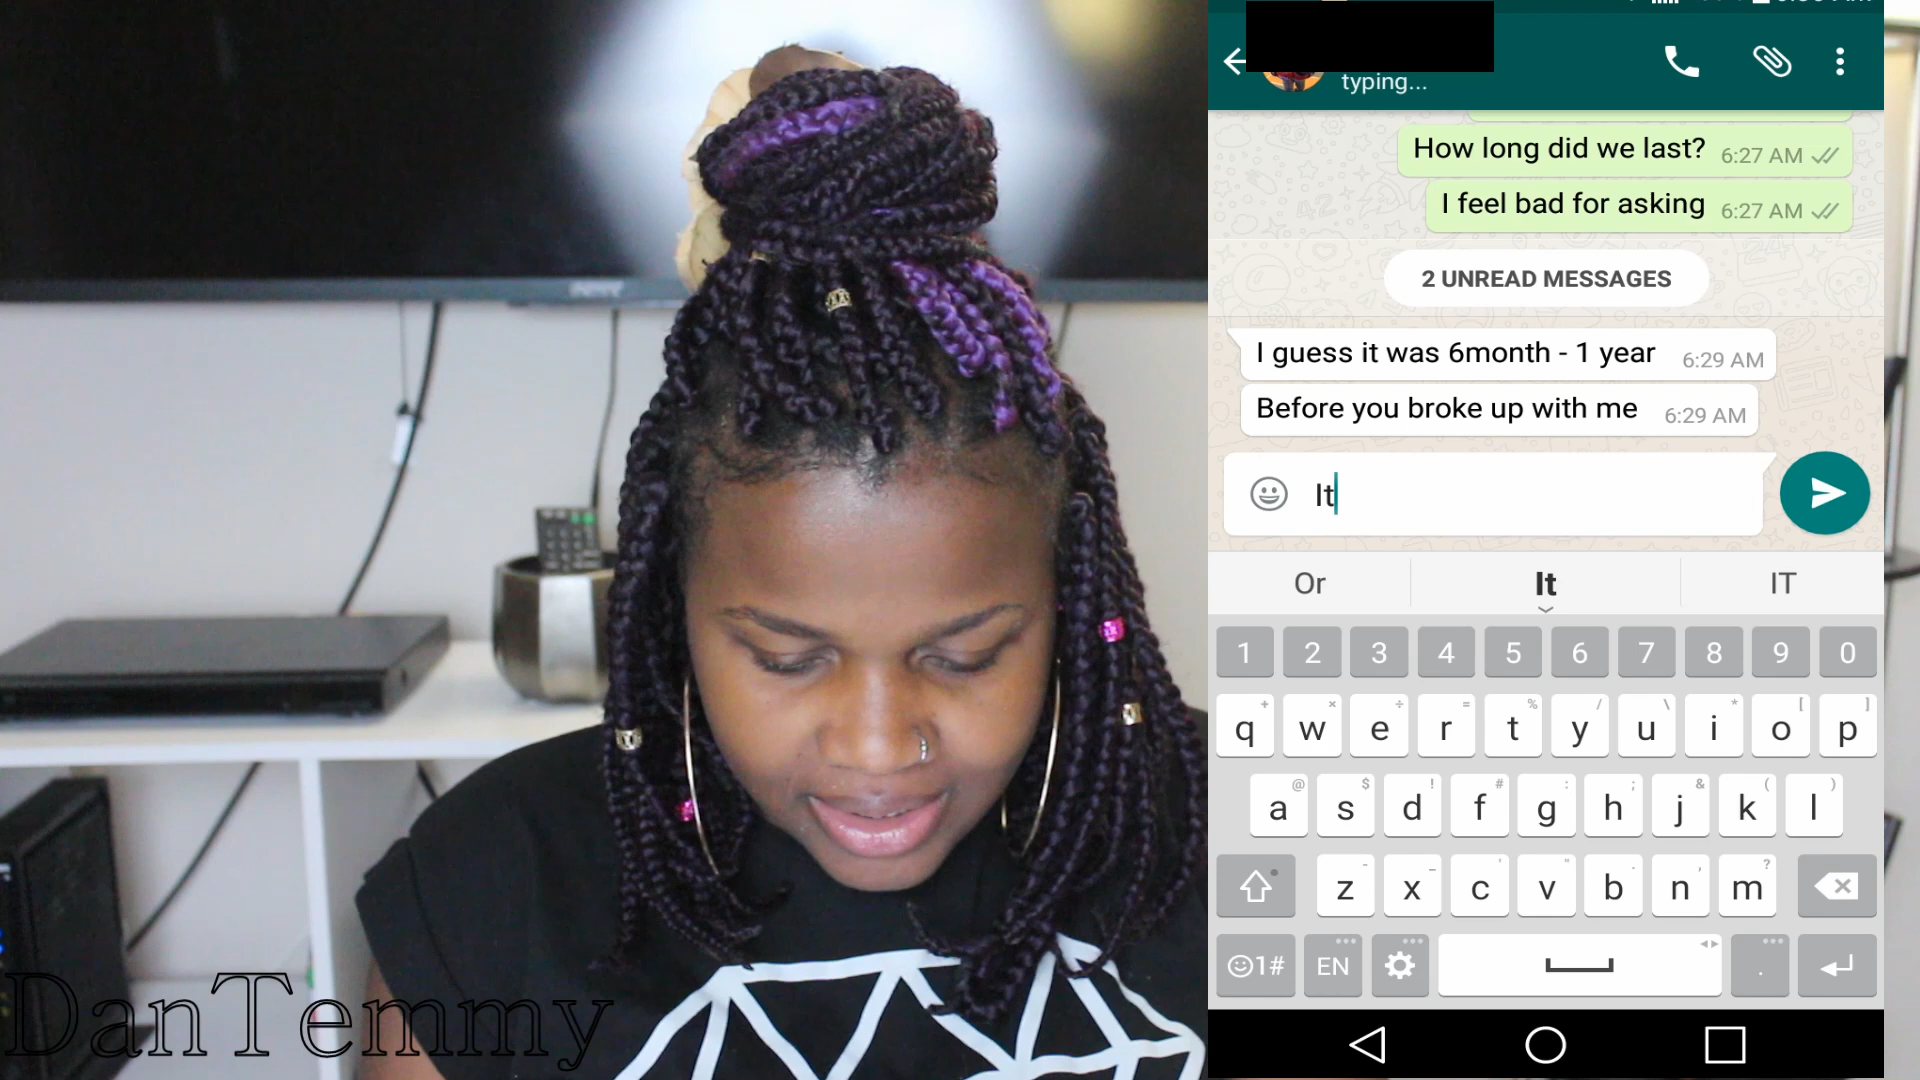 typing...
How long did we last? 6:27 AM
I feel bad for asking 6:27 AM
2 UNREAD MESSAGES
I guess it was 6month - 1 year 6:29 AM
Before you broke up with me 6:29 AM
It
Or It IT
1 2 3 4 5 6 7 8 9 0
q w e r t y u i o p
a s d f g h j k l
z x c v b n m
1# EN .
DanTemmy